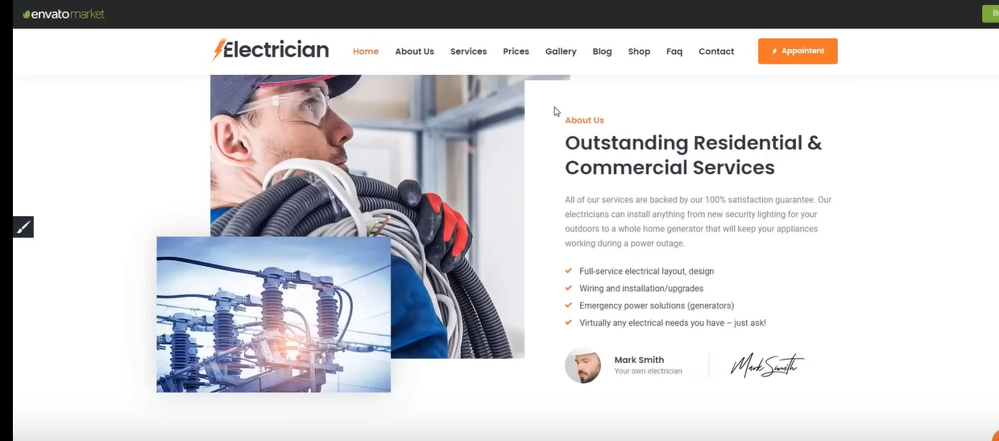 envatomarket
Electrician
Home About Us Services Prices Gallery Blog Shop Faq Contact
Appointent
About Us
Outstanding Residential &
Commercial Services
All of our services are backed by our 100% satisfaction guarantee. Our
electricians can install anything from new security lighting for your
outdoors to a whole home generator that will keep your appliances
working during a power outage.
Full-service electrical layout, design
Wiring and installation/upgrades
Emergency power solutions (generators)
Virtually any electrical needs you have – just ask!
Mark Smith
Your own electrician
Mark Smith